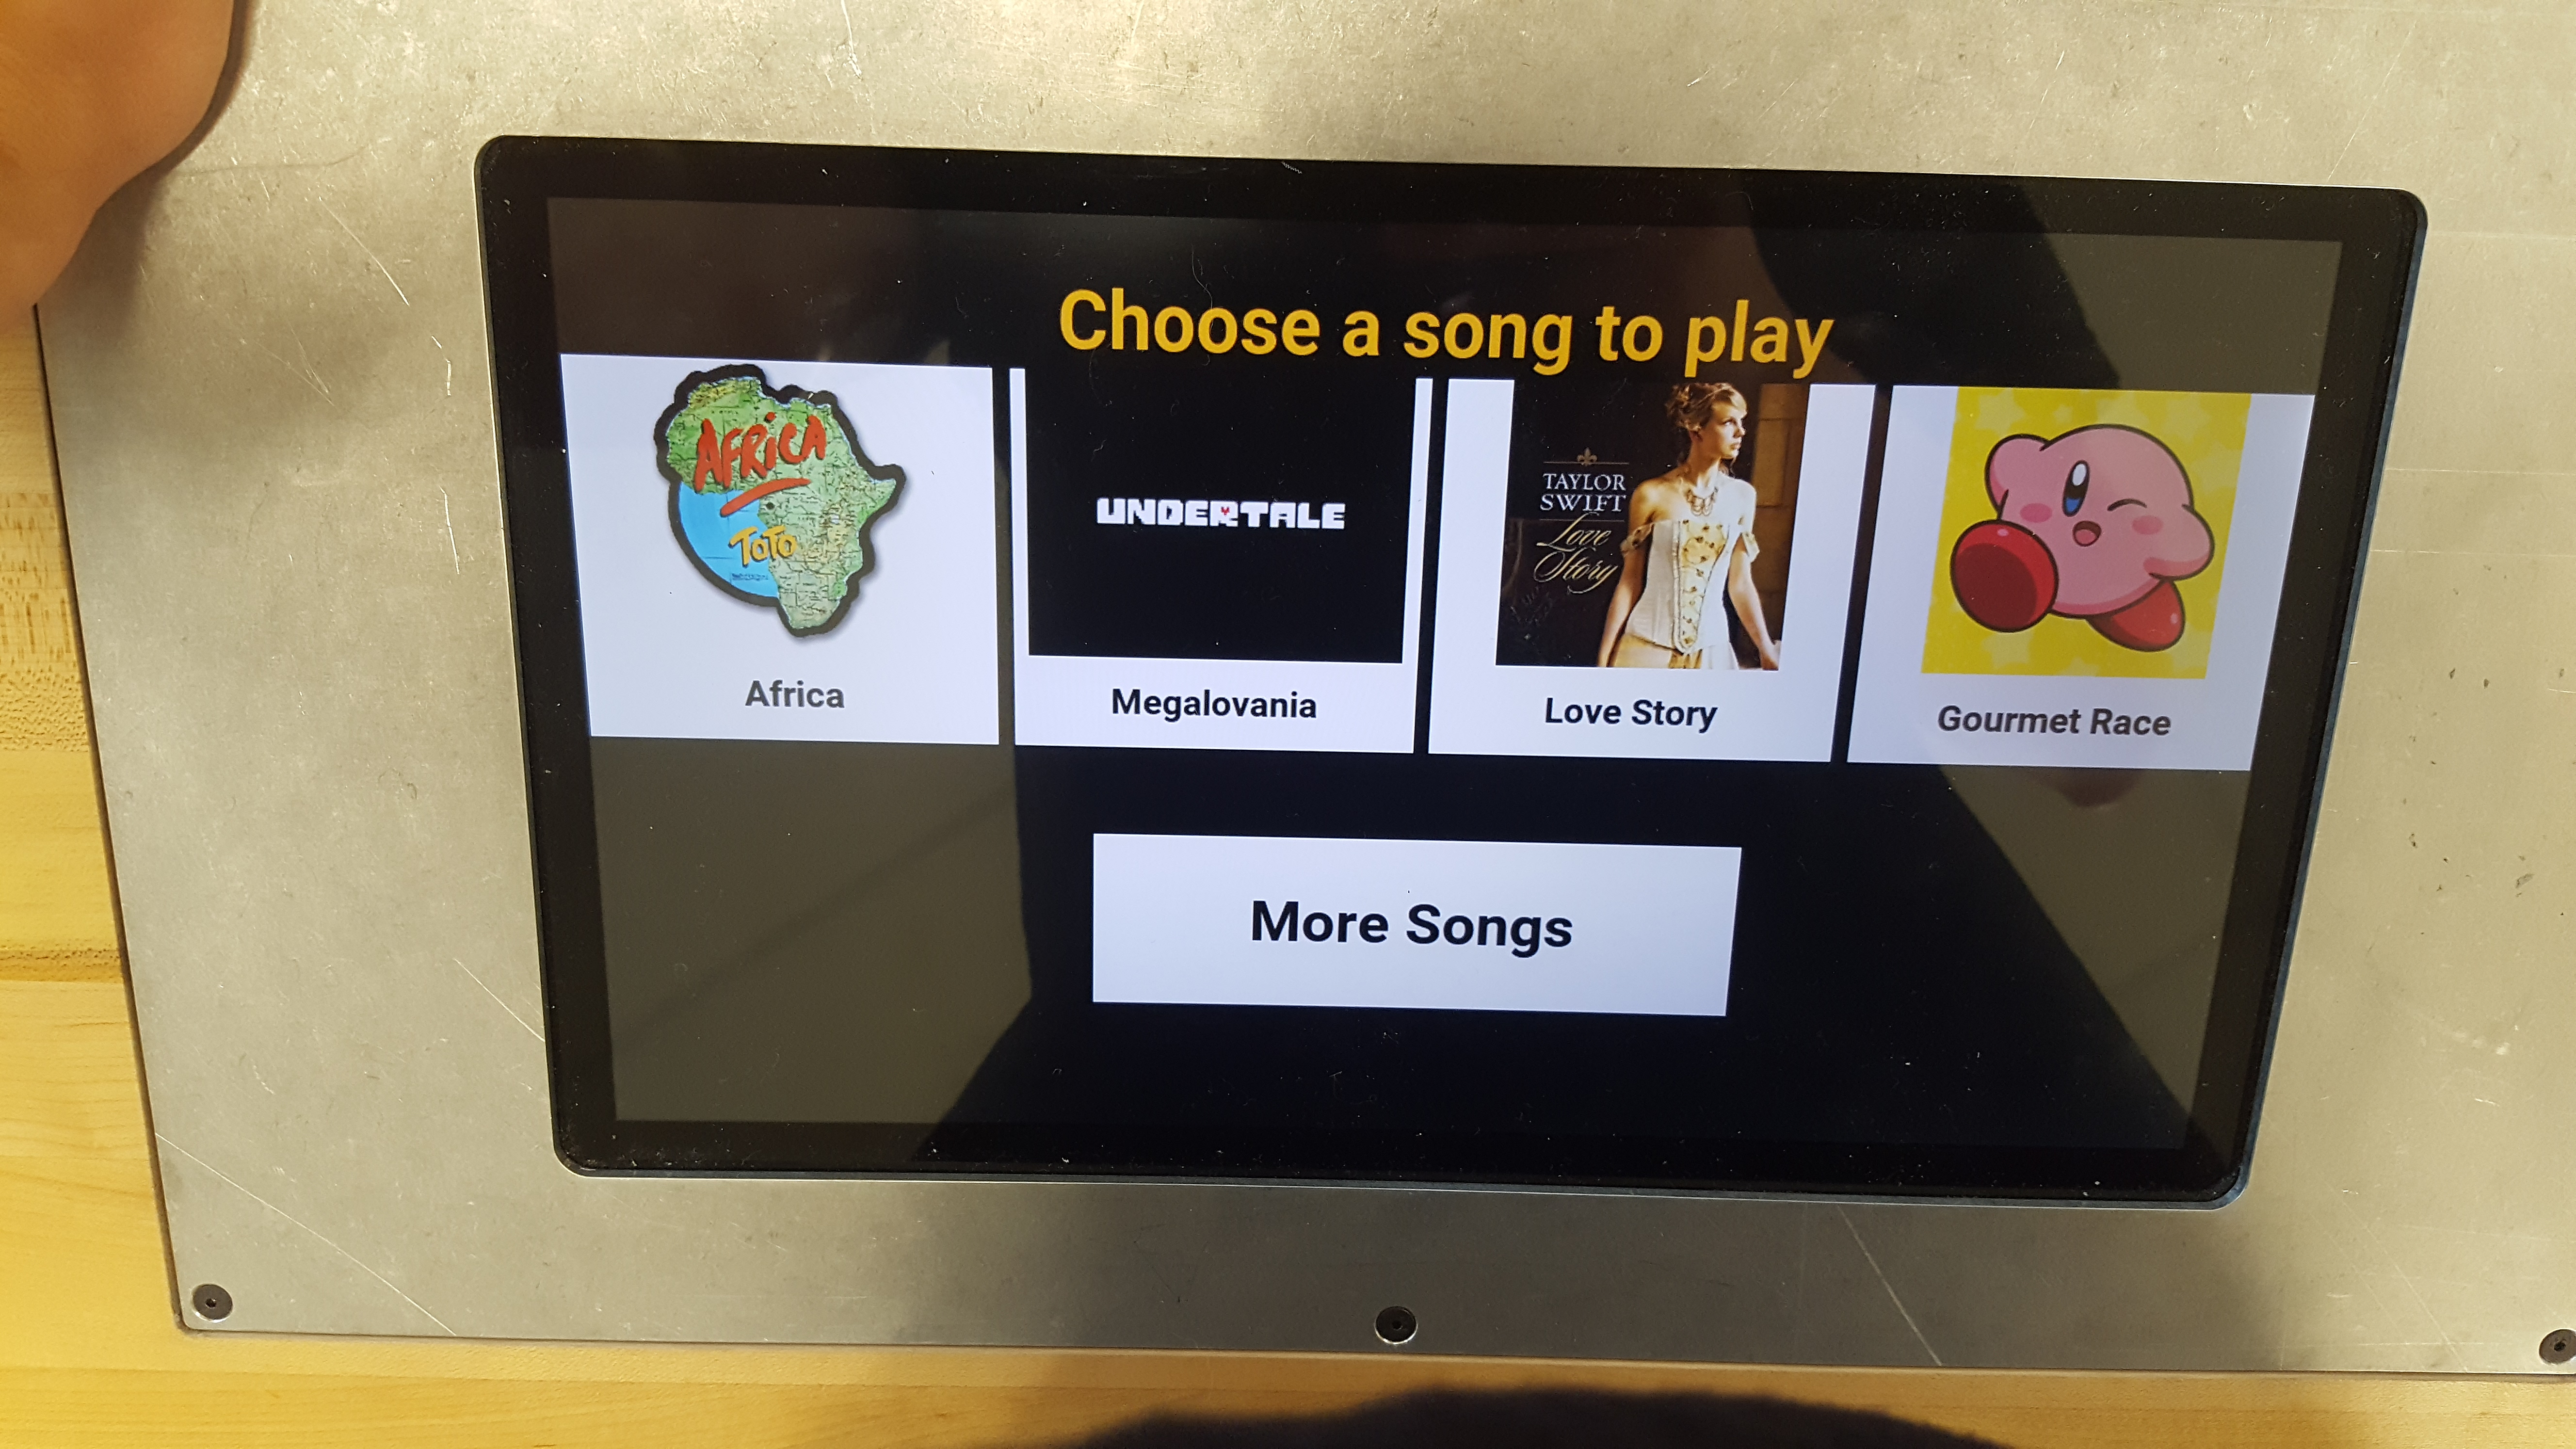 Choose a song to play
AFRICA
TOTO
Africa
UNDERTALE
Megalovania
TAYLOR
SWIFT
Love
Story
Love Story
Gourmet Race
More Songs